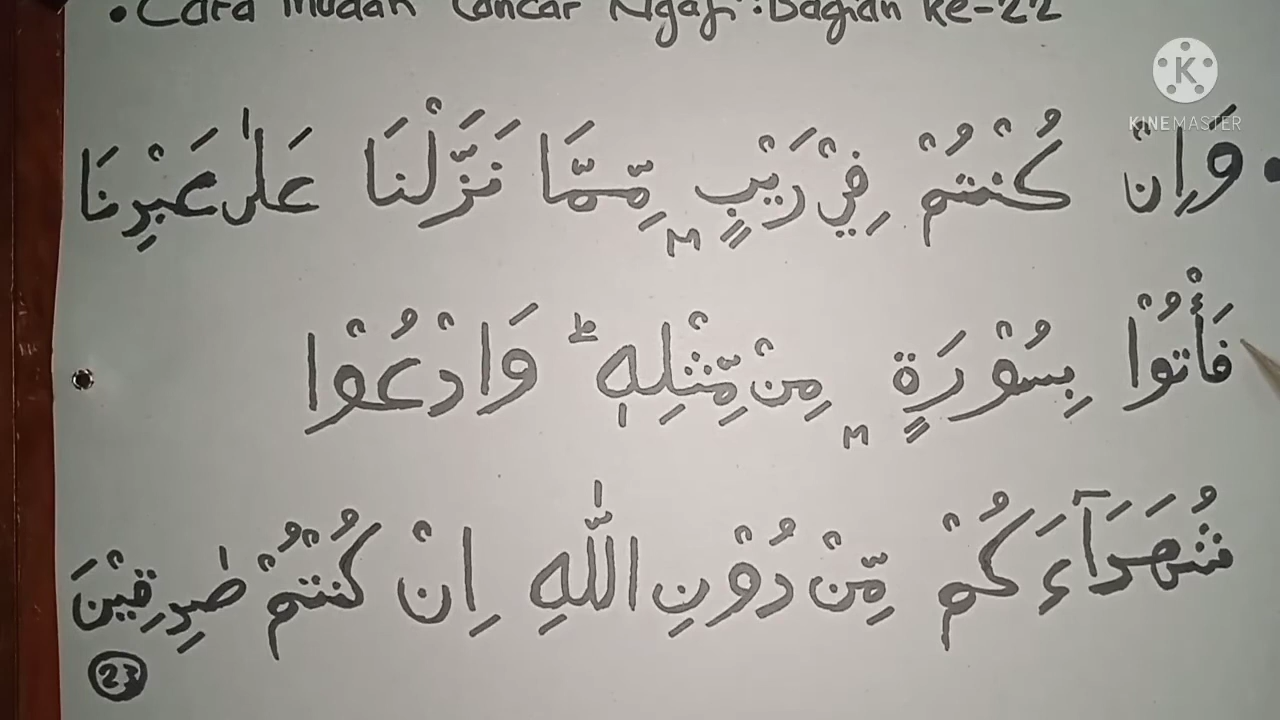 • Cara mudah Lancar Ngaji : Bagian ke-22
KINEMASTER
• وَاِنْ كُنْتُمْ فِيْ رَيْبٍ مِّمَّا نَزَّلْنَا عَلٰى عَبْدِنَا
فَأْتُوْا بِسُوْرَةٍ مِنْ مِّثْلِهٖ ۖ وَادْعُوْا
شُهَدَآءَكُمْ مِّنْ دُوْنِ اللّٰهِ اِنْ كُنْتُمْ صٰدِقِيْنَ
23